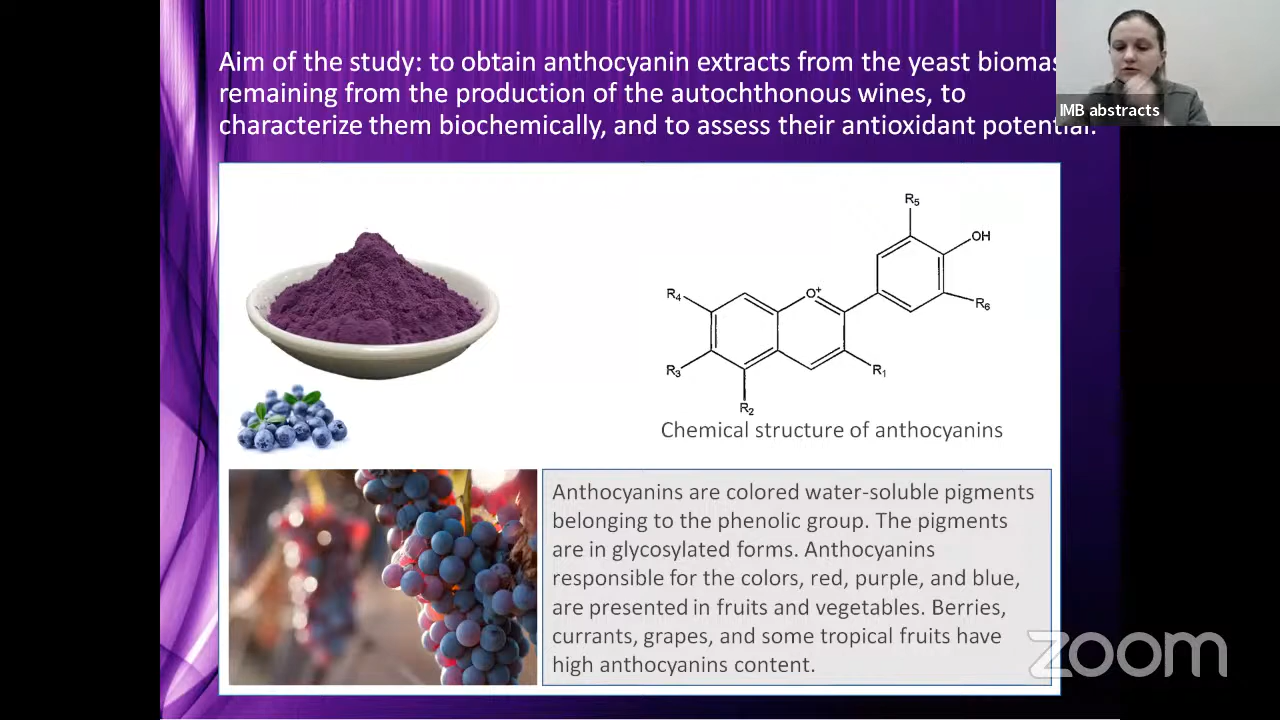 Aim of the study: to obtain anthocyanin extracts from the yeast biomas
remaining from the production of the autochthonous wines, to
characterize them biochemically, and to assess their antioxidant potential.
IMB abstracts
R5
OH
R4
O+
R6
R3
R1
R2
Chemical structure of anthocyanins
Anthocyanins are colored water-soluble pigments
belonging to the phenolic group. The pigments
are in glycosylated forms. Anthocyanins
responsible for the colors, red, purple, and blue,
are presented in fruits and vegetables. Berries,
currants, grapes, and some tropical fruits have
high anthocyanins content.
zoom